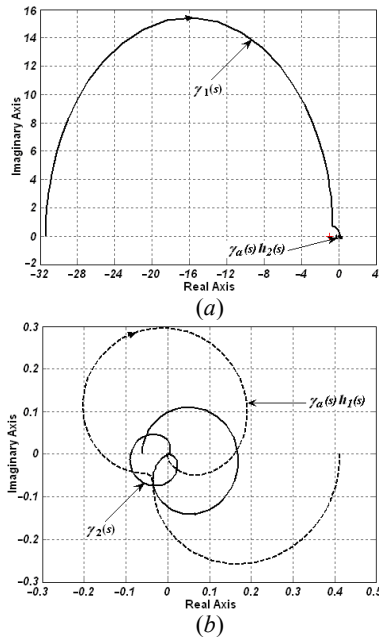 16
14
12
10
8
6
4
2
0
−2
Imaginary Axis
γ1(s)
γa(s)h2(s)
−32 −28 −24 −20 −16 −12 −8 −4 0 4
Real Axis
(a)
0.3
0.2
0.1
0
−0.1
−0.2
−0.3
Imaginary Axis
γa(s)h1(s)
γ2(s)
−0.3 −0.2 −0.1 0 0.1 0.2 0.3 0.4 0.5
Real Axis
(b)